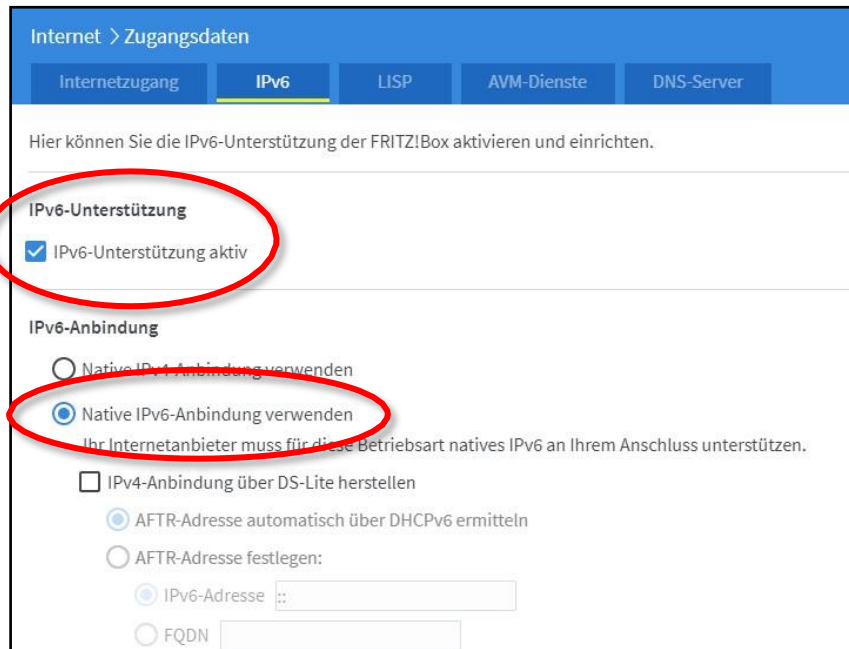 Internet > Zugangsdaten
Internetzugang IPv6 LISP AVM-Dienste DNS-Server
Hier können Sie die IPv6-Unterstützung der FRITZ!Box aktivieren und einrichten.
IPv6-Unterstützung
IPv6-Unterstützung aktiv
IPv6-Anbindung
Native IPv4-Anbindung verwenden
Native IPv6-Anbindung verwenden
Ihr Internetanbieter muss für diese Betriebsart natives IPv6 an Ihrem Anschluss unterstützen.
IPv4-Anbindung über DS-Lite herstellen
AFTR-Adresse automatisch über DHCPv6 ermitteln
AFTR-Adresse festlegen:
IPv6-Adresse ::
FQDN